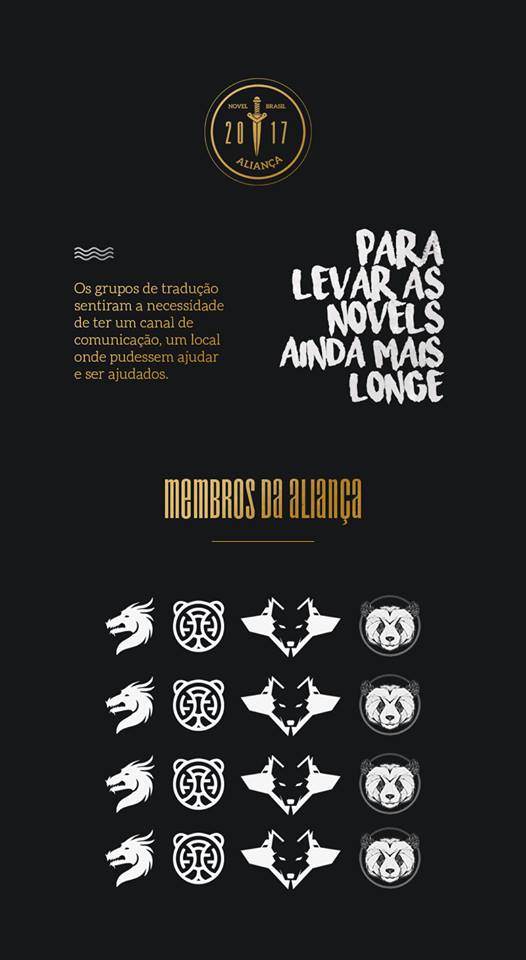 NOVEL BRASIL
20 17
ALIANÇA
Os grupos de tradução
sentiram a necessidade
de ter um canal de
comunicação, um local
onde pudessem ajudar
e ser ajudados.
PARA
LEVAR AS
NOVELS
AINDA MAIS
LONGE
MEMBROS DA ALIANÇA